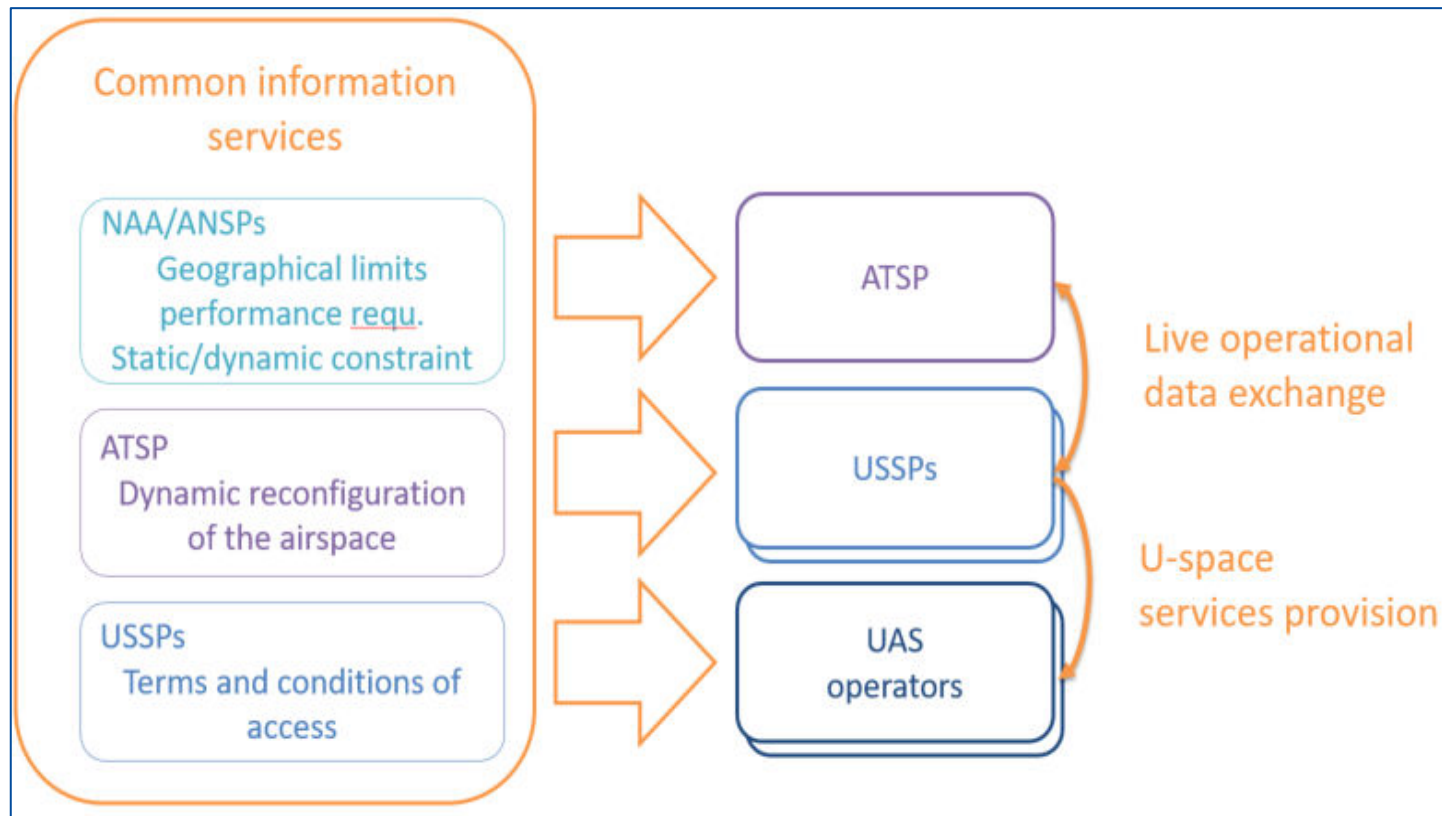 Common information
services
NAA/ANSPs
Geographical limits
performance requ.
Static/dynamic constraint
ATSP
Dynamic reconfiguration
of the airspace
USSPs
Terms and conditions of
access
ATSP
USSPs
UAS
operators
Live operational
data exchange
U-space
services provision